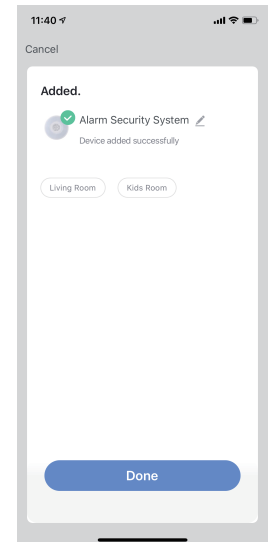 11:40
Cancel
Added.
Alarm Security System
Device added successfully
Living Room
Kids Room
Done